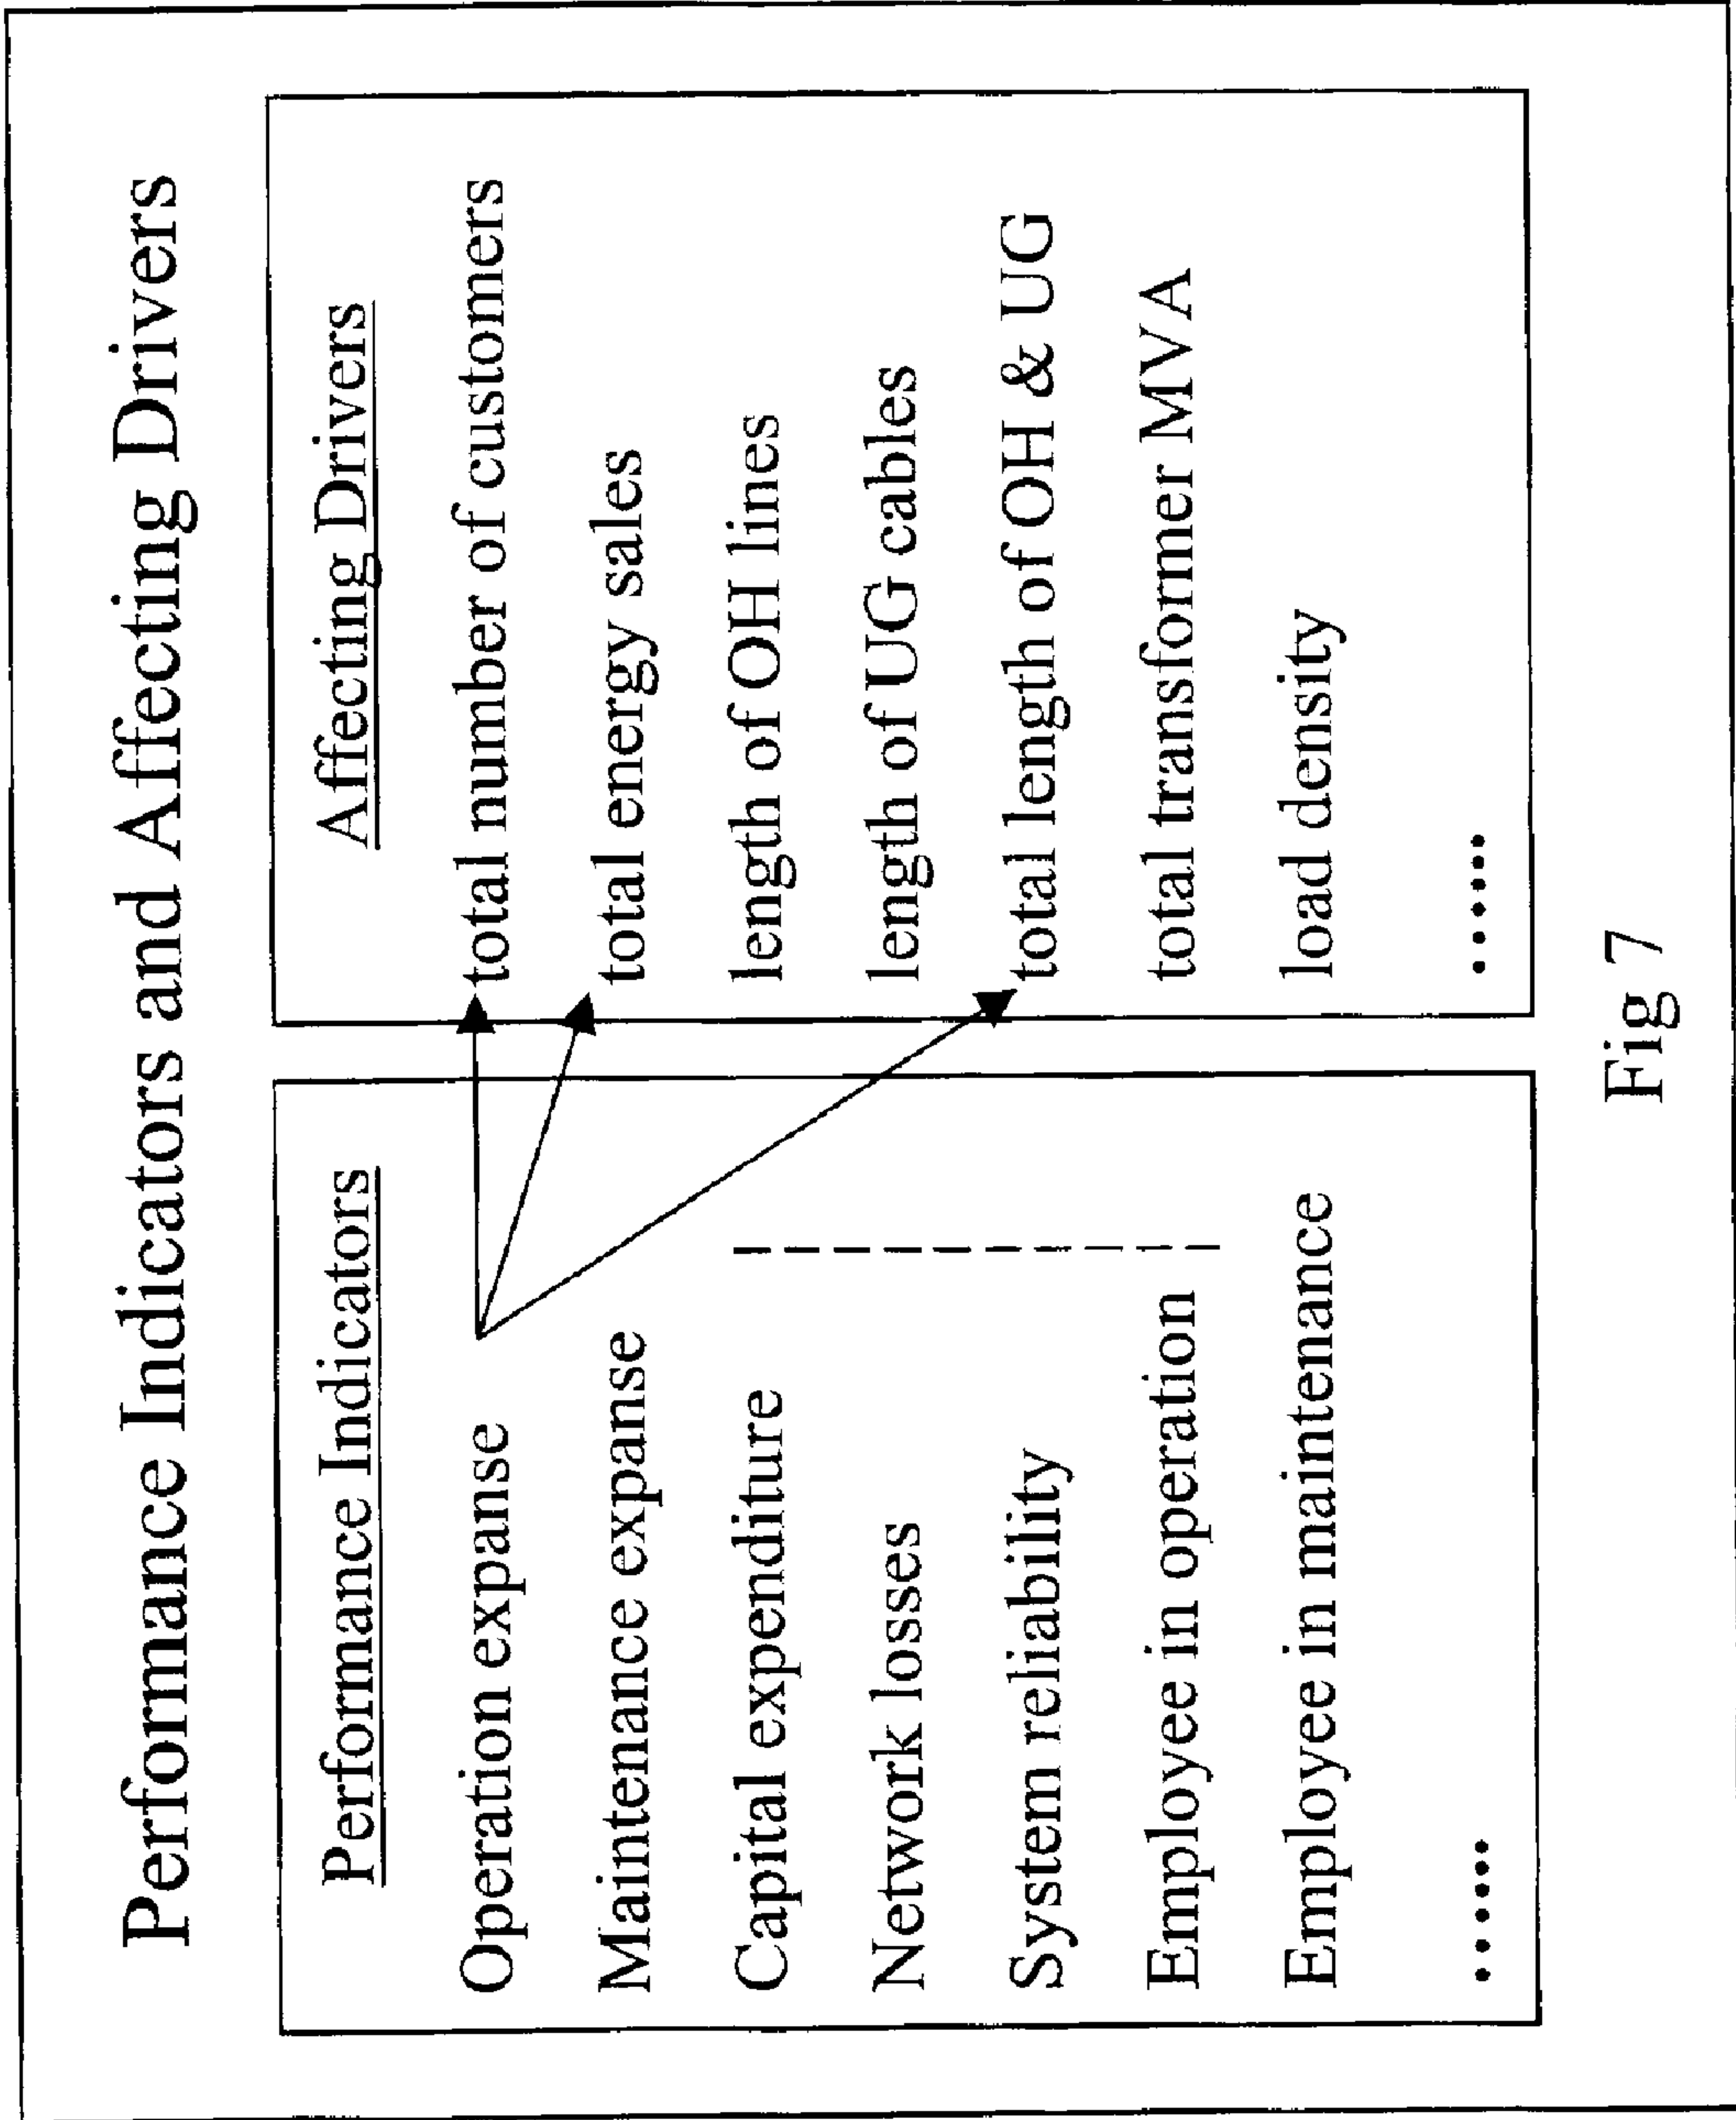 Performance Indicators and Affecting Drivers
Performance Indicators
Operation expanse
Maintenance expanse
Capital expenditure
Network losses
System reliability
Employee in operation
Employee in maintenance
......
Affecting Drivers
total number of customers
total energy sales
length of OH lines
length of UG cables
total length of OH & UG
total transformer MVA
load density
......
Fig 7